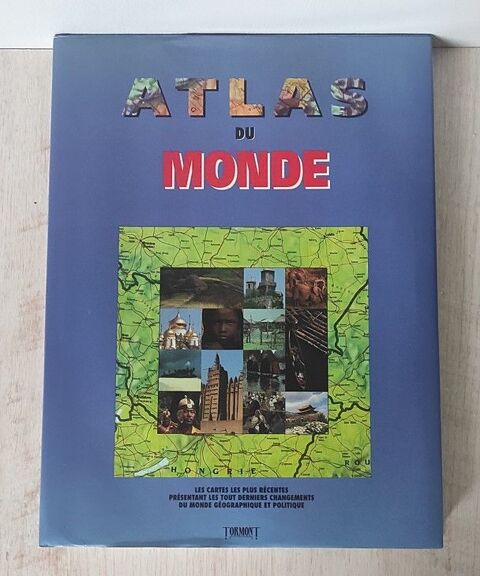 ATLAS
DU
MONDE
HONGRIE
ROU
LES CARTES LES PLUS RÉCENTES
PRÉSENTANT LES TOUT DERNIERS CHANGEMENTS
DU MONDE GÉOGRAPHIQUE ET POLITIQUE
TORMONT